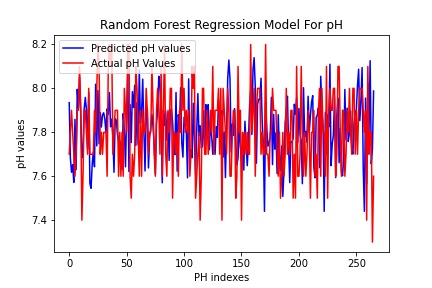 Random Forest Regression Model For pH
Predicted pH values
Actual pH Values
8.2
8.0
7.8
7.6
7.4
pH values
0
50
100
150
200
250
PH indexes